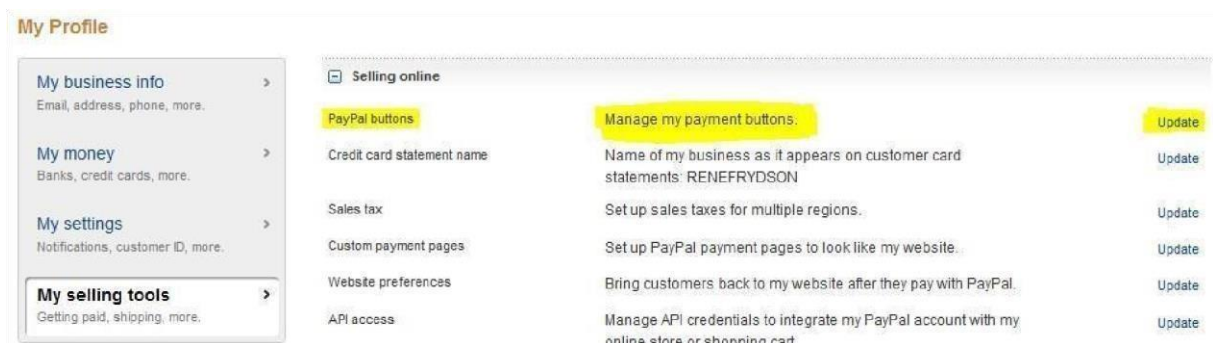 My Profile
My business info
Email, address, phone, more.
My money
Banks, credit cards, more.
My settings
Notifications, customer ID, more.
My selling tools
Getting paid, shipping, more.
Selling online
PayPal buttons Manage my payment buttons. Update
Credit card statement name Name of my business as it appears on customer card Update
statements: RENEFRYDSON
Sales tax Set up sales taxes for multiple regions. Update
Custom payment pages Set up PayPal payment pages to look like my website. Update
Website preferences Bring customers back to my website after they pay with PayPal. Update
API access Manage API credentials to integrate my PayPal account with my Update
online store or shopping cart